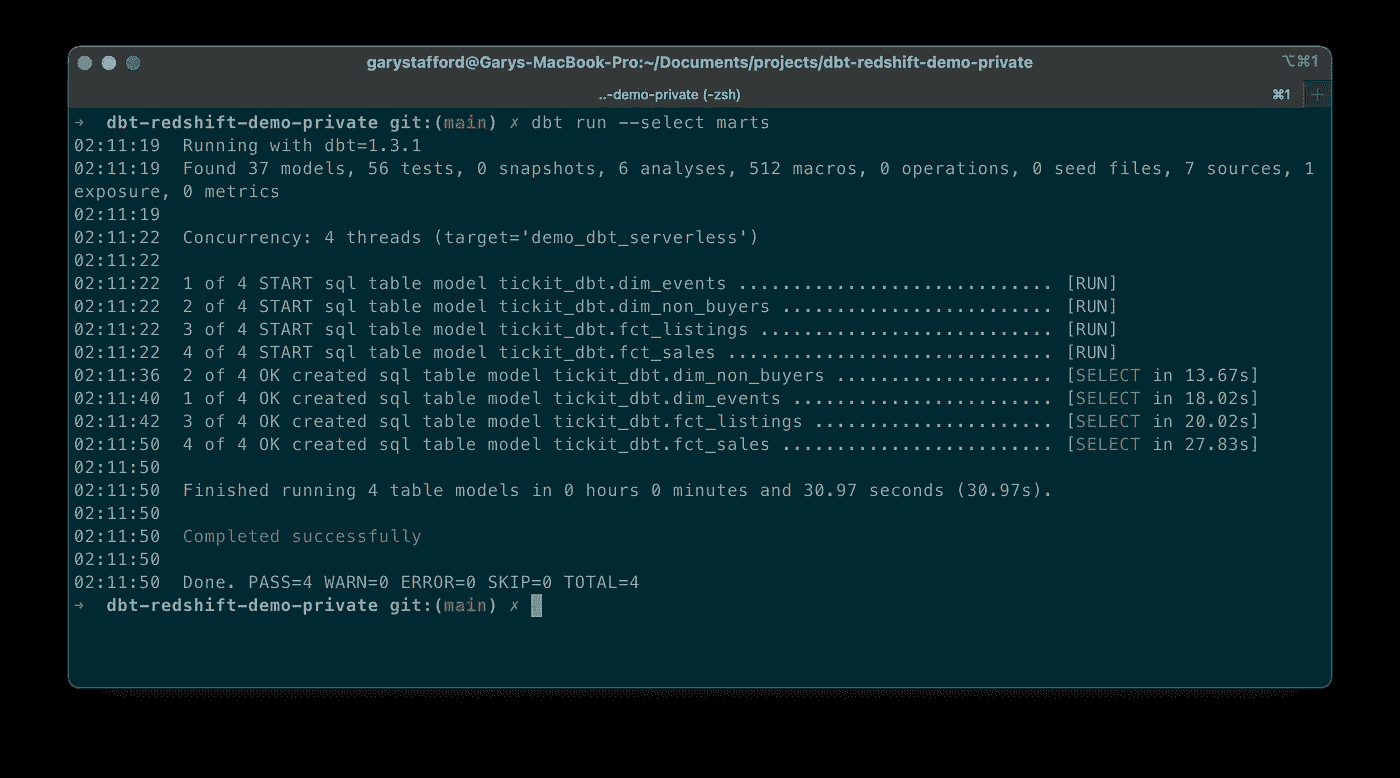 garystafford@Garys-MacBook-Pro:~/Documents/projects/dbt-redshift-demo-private ⌥⌘1
..-demo-private (-zsh) ⌘1 +
→ dbt-redshift-demo-private git:(main) ✗ dbt run --select marts
02:11:19  Running with dbt=1.3.1
02:11:19  Found 37 models, 56 tests, 0 snapshots, 6 analyses, 512 macros, 0 operations, 0 seed files, 7 sources, 1
exposure, 0 metrics
02:11:19
02:11:22  Concurrency: 4 threads (target='demo_dbt_serverless')
02:11:22
02:11:22  1 of 4 START sql table model tickit_dbt.dim_events ............................. [RUN]
02:11:22  2 of 4 START sql table model tickit_dbt.dim_non_buyers ......................... [RUN]
02:11:22  3 of 4 START sql table model tickit_dbt.fct_listings ........................... [RUN]
02:11:22  4 of 4 START sql table model tickit_dbt.fct_sales .............................. [RUN]
02:11:36  2 of 4 OK created sql table model tickit_dbt.dim_non_buyers .................... [SELECT in 13.67s]
02:11:40  1 of 4 OK created sql table model tickit_dbt.dim_events ........................ [SELECT in 18.02s]
02:11:42  3 of 4 OK created sql table model tickit_dbt.fct_listings ...................... [SELECT in 20.02s]
02:11:50  4 of 4 OK created sql table model tickit_dbt.fct_sales ......................... [SELECT in 27.83s]
02:11:50
02:11:50  Finished running 4 table models in 0 hours 0 minutes and 30.97 seconds (30.97s).
02:11:50
02:11:50  Completed successfully
02:11:50
02:11:50  Done. PASS=4 WARN=0 ERROR=0 SKIP=0 TOTAL=4
→ dbt-redshift-demo-private git:(main) ✗